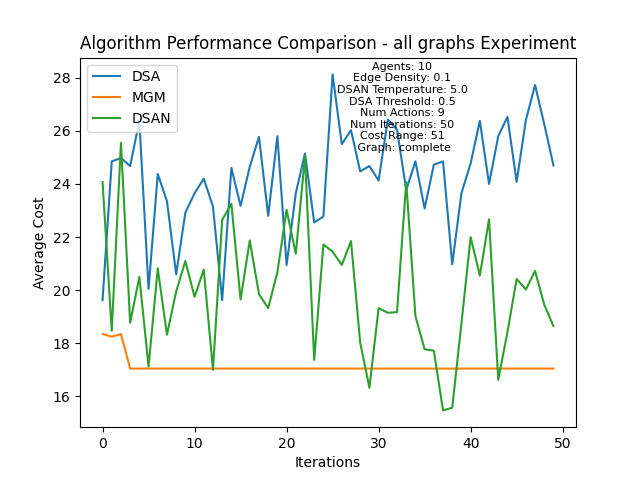 Algorithm Performance Comparison - all graphs Experiment
DSA
MGM
DSAN
Agents: 10
Edge Density: 0.1
DSAN Temperature: 5.0
DSA Threshold: 0.5
Num Actions: 9
Num Iterations: 50
Cost Range: 51
Graph: complete
Average Cost
28
26
24
22
20
18
16
0
10
20
30
40
50
Iterations